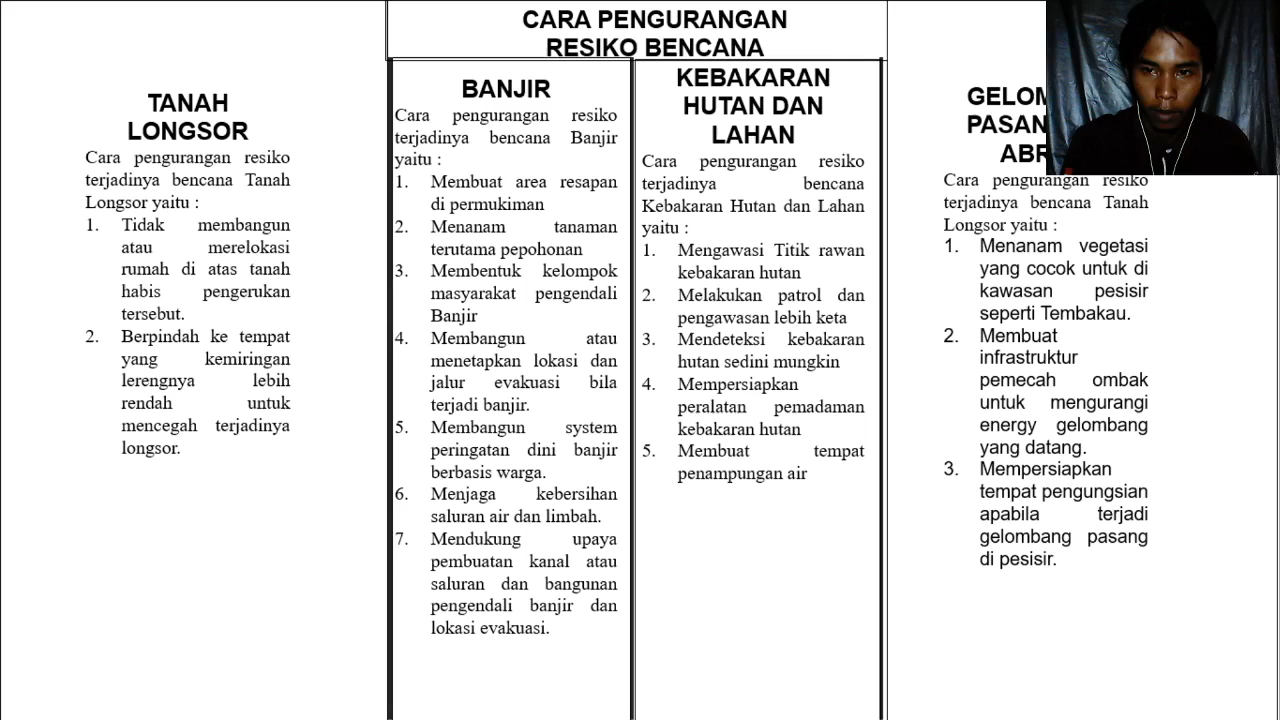 CARA PENGURANGAN
RESIKO BENCANA
TANAH
LONGSOR
Cara pengurangan resiko
terjadinya bencana Tanah
Longsor yaitu :
1. Tidak membangun
atau merelokasi
rumah di atas tanah
habis pengerukan
tersebut.
2. Berpindah ke tempat
yang kemiringan
lerengnya lebih
rendah untuk
mencegah terjadinya
longsor.
BANJIR
Cara pengurangan resiko
terjadinya bencana Banjir
yaitu :
1. Membuat area resapan
di permukiman
2. Menanam tanaman
terutama pepohonan
3. Membentuk kelompok
masyarakat pengendali
Banjir
4. Membangun atau
menetapkan lokasi dan
jalur evakuasi bila
terjadi banjir.
5. Membangun system
peringatan dini banjir
berbasis warga.
6. Menjaga kebersihan
saluran air dan limbah.
7. Mendukung upaya
pembuatan kanal atau
saluran dan bangunan
pengendali banjir dan
lokasi evakuasi.
KEBAKARAN
HUTAN DAN
LAHAN
Cara pengurangan resiko
terjadinya bencana
Kebakaran Hutan dan Lahan
yaitu :
1. Mengawasi Titik rawan
kebakaran hutan
2. Melakukan patrol dan
pengawasan lebih keta
3. Mendeteksi kebakaran
hutan sedini mungkin
4. Mempersiapkan
peralatan pemadaman
kebakaran hutan
5. Membuat tempat
penampungan air
Cara pengurangan resiko
terjadinya bencana Tanah
Longsor yaitu :
1. Menanam vegetasi
yang cocok untuk di
kawasan pesisir
seperti Tembakau.
2. Membuat
infrastruktur
pemecah ombak
untuk mengurangi
energy gelombang
yang datang.
3. Mempersiapkan
tempat pengungsian
apabila terjadi
gelombang pasang
di pesisir.